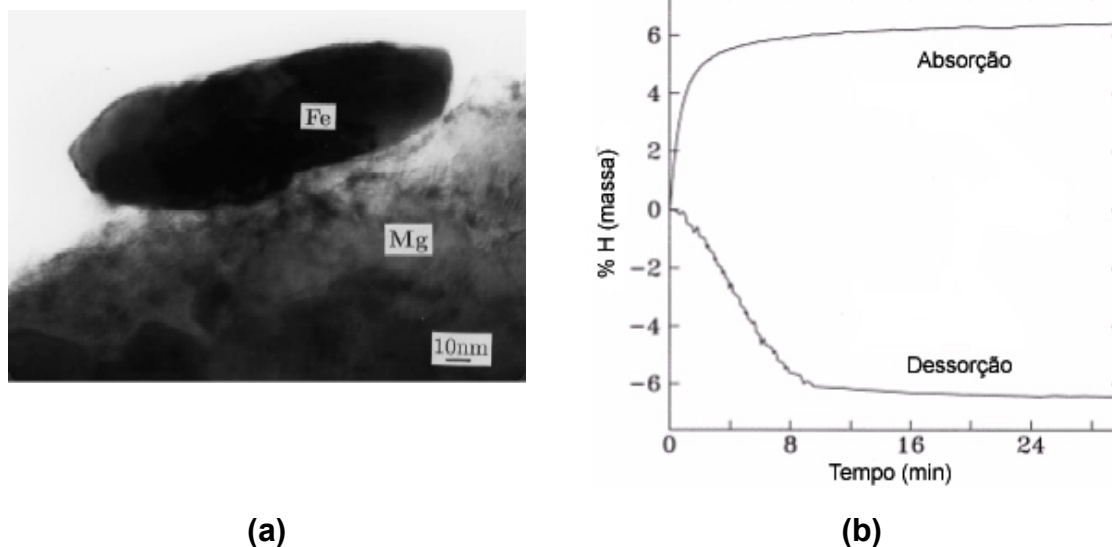 Fe
Mg
10nm
6
4
2
0
−2
−4
−6
% H (massa)
Absorção
Dessorção
0 8 16 24
Tempo (min)
(a)
(b)